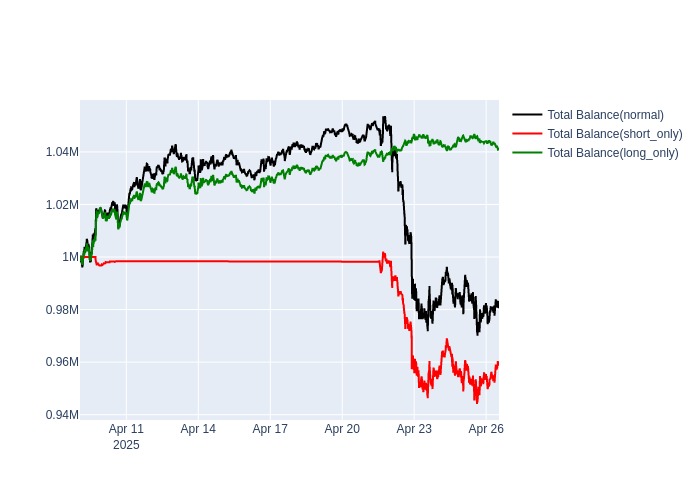 Total Balance(normal)
Total Balance(short_only)
Total Balance(long_only)
1.04M
1.02M
1M
0.98M
0.96M
0.94M
Apr 11
2025
Apr 14
Apr 17
Apr 20
Apr 23
Apr 26